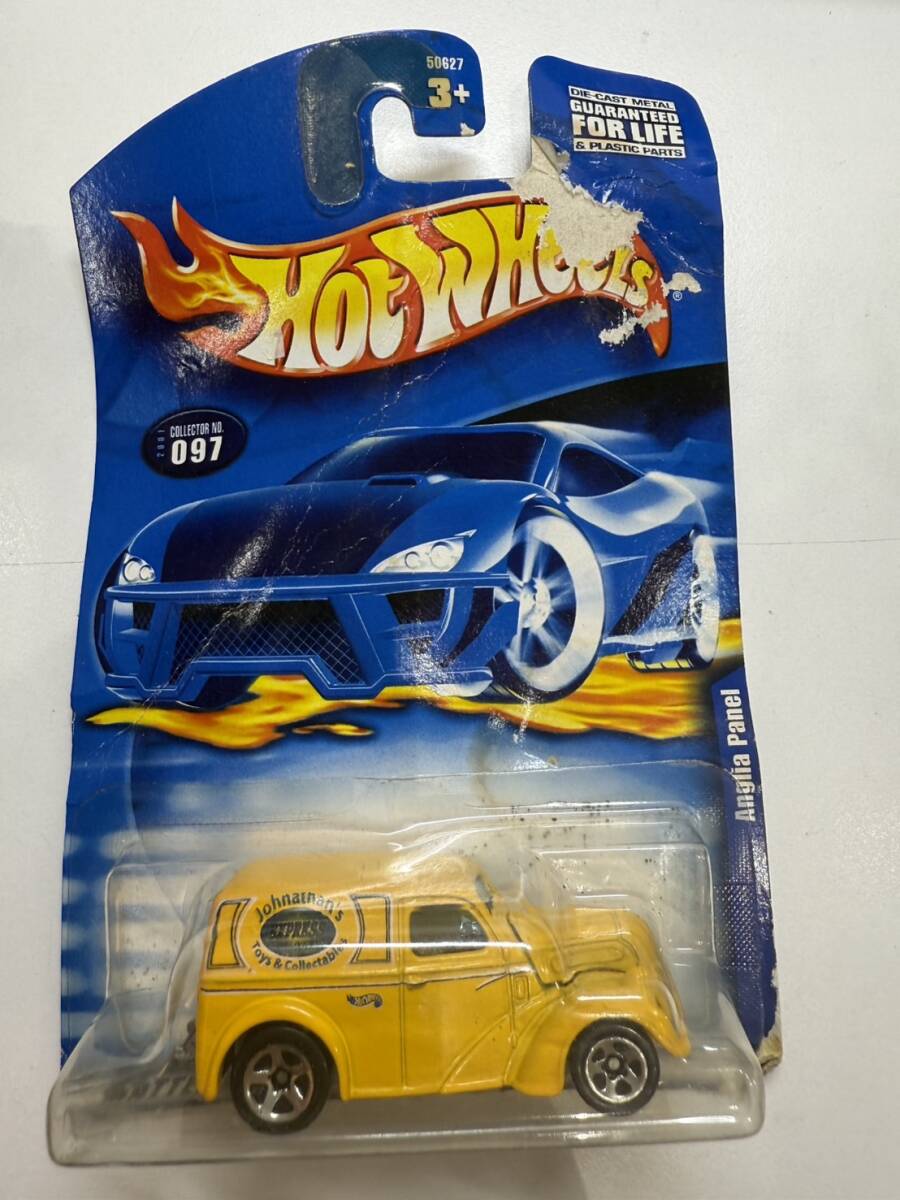 50627
3+
DIE-CAST METAL
GUARANTEED
FOR LIFE
& PLASTIC PARTS
HOT WHEELS
®
2001
COLLECTOR NO.
097
Anglia Panel
Johnathan's
EXPRESS
Toys & Collectables